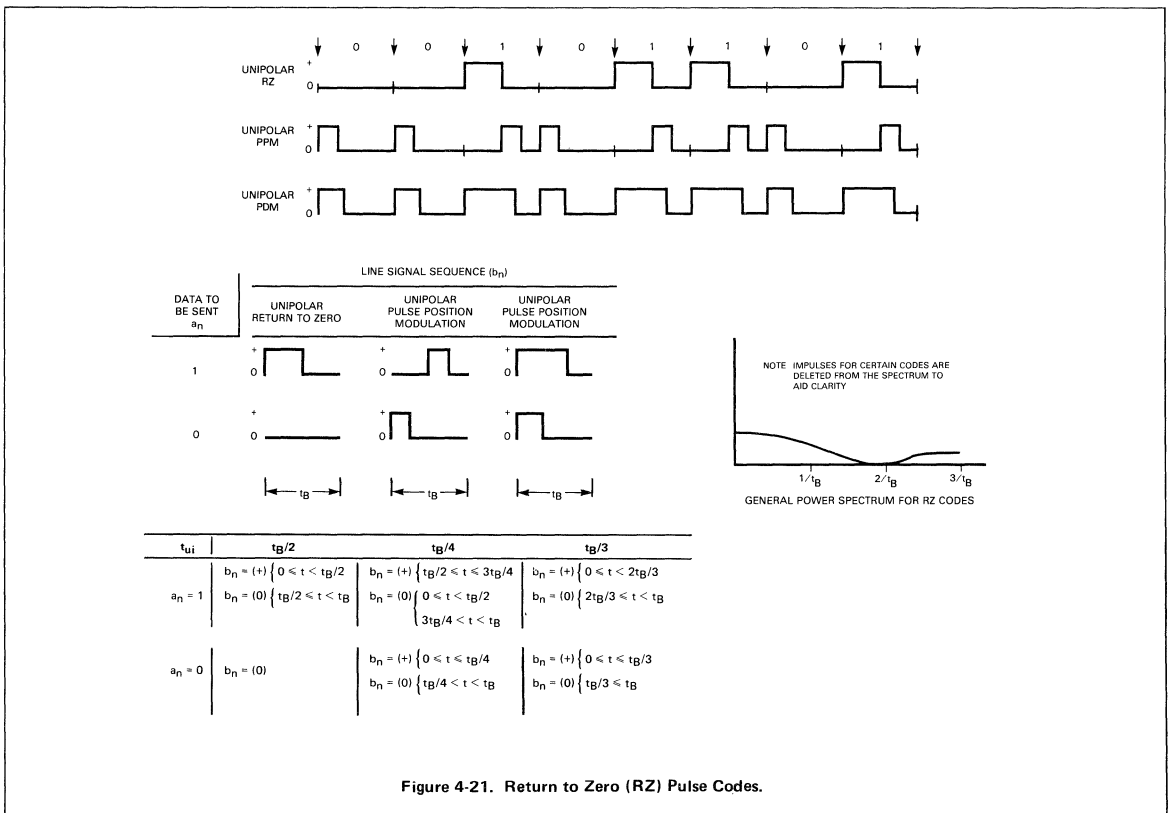 0 0 1 0 1 1 0 1
UNIPOLAR
RZ
+
0
UNIPOLAR
PPM
+
0
UNIPOLAR
PDM
+
0
LINE SIGNAL SEQUENCE (bn)
DATA TO
BE SENT
an
UNIPOLAR
RETURN TO ZERO
UNIPOLAR
PULSE POSITION
MODULATION
UNIPOLAR
PULSE POSITION
MODULATION
1
+
0
+
0
+
0
0
+
0
+
0
+
0
tB
tB
tB
NOTE IMPULSES FOR CERTAIN CODES ARE
DELETED FROM THE SPECTRUM TO
AID CLARITY
1/tB 2/tB 3/tB
GENERAL POWER SPECTRUM FOR RZ CODES
tui tB/2 tB/4 tB/3
an = 1
bn = (+) { 0 ⩽ t < tB/2
bn = (0) { tB/2 ⩽ t < tB
bn = (+) { tB/2 ⩽ t ⩽ 3tB/4
bn = (0) { 0 ⩽ t < tB/2
3tB/4 < t < tB
bn = (+) { 0 ⩽ t < 2tB/3
bn = (0) { 2tB/3 ⩽ t < tB
an = 0
bn = (0)
bn = (+) { 0 ⩽ t ⩽ tB/4
bn = (0) { tB/4 < t < tB
bn = (+) { 0 ⩽ t ⩽ tB/3
bn = (0) { tB/3 ⩽ tB
Figure 4-21. Return to Zero (RZ) Pulse Codes.